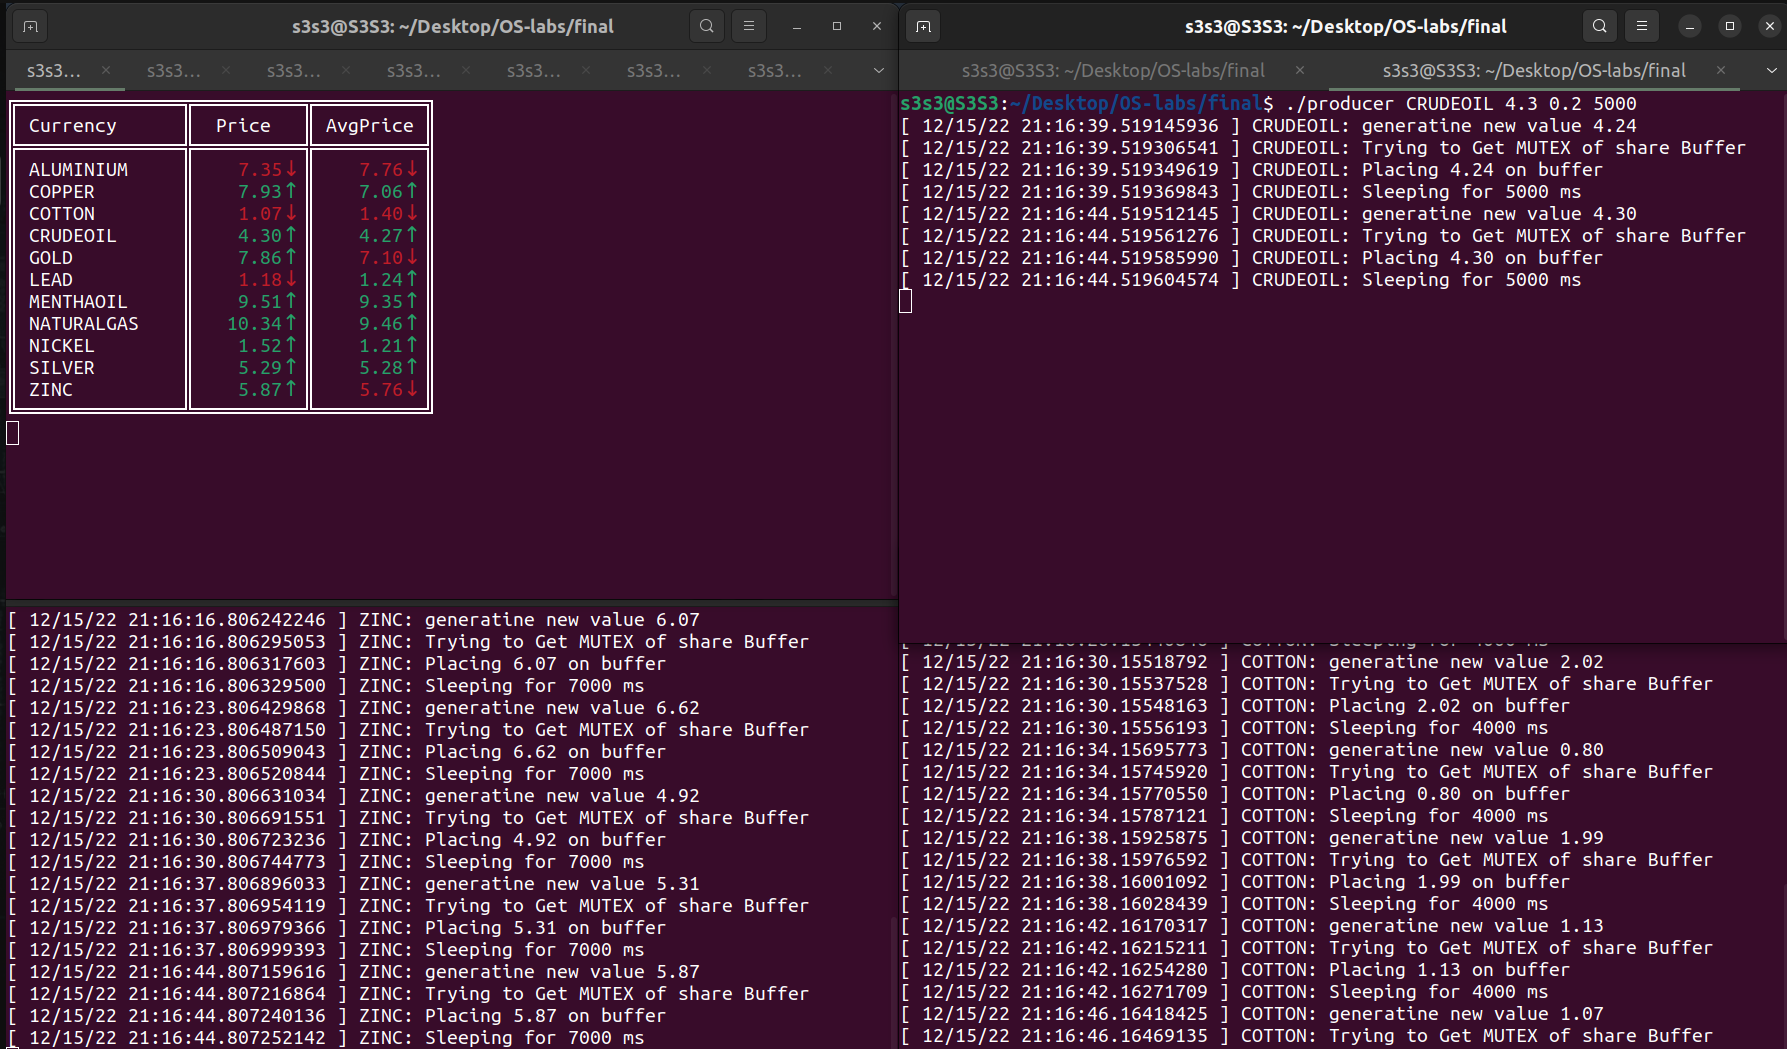 s3s3@S3S3: ~/Desktop/OS-labs/final
s3s3... × s3s3... × s3s3... × s3s3... × s3s3... × s3s3... × s3s3... ×
Currency Price AvgPrice
ALUMINIUM 7.35↓ 7.76↓
COPPER 7.93↑ 7.06↑
COTTON 1.07↓ 1.40↓
CRUDEOIL 4.30↑ 4.27↑
GOLD 7.86↑ 7.10↓
LEAD 1.18↓ 1.24↑
MENTHAOIL 9.51↑ 9.35↑
NATURALGAS 10.34↑ 9.46↑
NICKEL 1.52↑ 1.21↑
SILVER 5.29↑ 5.28↑
ZINC 5.87↑ 5.76↓
s3s3@S3S3: ~/Desktop/OS-labs/final
s3s3@S3S3: ~/Desktop/OS-labs/final × s3s3@S3S3: ~/Desktop/OS-labs/final ×
s3s3@S3S3:~/Desktop/OS-labs/final$ ./producer CRUDEOIL 4.3 0.2 5000
[ 12/15/22 21:16:39.519145936 ] CRUDEOIL: generatine new value 4.24
[ 12/15/22 21:16:39.519306541 ] CRUDEOIL: Trying to Get MUTEX of share Buffer
[ 12/15/22 21:16:39.519349619 ] CRUDEOIL: Placing 4.24 on buffer
[ 12/15/22 21:16:39.519369843 ] CRUDEOIL: Sleeping for 5000 ms
[ 12/15/22 21:16:44.519512145 ] CRUDEOIL: generatine new value 4.30
[ 12/15/22 21:16:44.519561276 ] CRUDEOIL: Trying to Get MUTEX of share Buffer
[ 12/15/22 21:16:44.519585990 ] CRUDEOIL: Placing 4.30 on buffer
[ 12/15/22 21:16:44.519604574 ] CRUDEOIL: Sleeping for 5000 ms
[ 12/15/22 21:16:16.806242246 ] ZINC: generatine new value 6.07
[ 12/15/22 21:16:16.806295053 ] ZINC: Trying to Get MUTEX of share Buffer
[ 12/15/22 21:16:16.806317603 ] ZINC: Placing 6.07 on buffer
[ 12/15/22 21:16:16.806329500 ] ZINC: Sleeping for 7000 ms
[ 12/15/22 21:16:23.806429868 ] ZINC: generatine new value 6.62
[ 12/15/22 21:16:23.806487150 ] ZINC: Trying to Get MUTEX of share Buffer
[ 12/15/22 21:16:23.806509043 ] ZINC: Placing 6.62 on buffer
[ 12/15/22 21:16:23.806520844 ] ZINC: Sleeping for 7000 ms
[ 12/15/22 21:16:30.806631034 ] ZINC: generatine new value 4.92
[ 12/15/22 21:16:30.806691551 ] ZINC: Trying to Get MUTEX of share Buffer
[ 12/15/22 21:16:30.806723236 ] ZINC: Placing 4.92 on buffer
[ 12/15/22 21:16:30.806744773 ] ZINC: Sleeping for 7000 ms
[ 12/15/22 21:16:37.806896033 ] ZINC: generatine new value 5.31
[ 12/15/22 21:16:37.806954119 ] ZINC: Trying to Get MUTEX of share Buffer
[ 12/15/22 21:16:37.806979366 ] ZINC: Placing 5.31 on buffer
[ 12/15/22 21:16:37.806999393 ] ZINC: Sleeping for 7000 ms
[ 12/15/22 21:16:44.807159616 ] ZINC: generatine new value 5.87
[ 12/15/22 21:16:44.807216864 ] ZINC: Trying to Get MUTEX of share Buffer
[ 12/15/22 21:16:44.807240136 ] ZINC: Placing 5.87 on buffer
[ 12/15/22 21:16:44.807252142 ] ZINC: Sleeping for 7000 ms
[ 12/15/22 21:16:30.15518792 ] COTTON: generatine new value 2.02
[ 12/15/22 21:16:30.15537528 ] COTTON: Trying to Get MUTEX of share Buffer
[ 12/15/22 21:16:30.15548163 ] COTTON: Placing 2.02 on buffer
[ 12/15/22 21:16:30.15556193 ] COTTON: Sleeping for 4000 ms
[ 12/15/22 21:16:34.15695773 ] COTTON: generatine new value 0.80
[ 12/15/22 21:16:34.15745920 ] COTTON: Trying to Get MUTEX of share Buffer
[ 12/15/22 21:16:34.15770550 ] COTTON: Placing 0.80 on buffer
[ 12/15/22 21:16:34.15787121 ] COTTON: Sleeping for 4000 ms
[ 12/15/22 21:16:38.15925875 ] COTTON: generatine new value 1.99
[ 12/15/22 21:16:38.15976592 ] COTTON: Trying to Get MUTEX of share Buffer
[ 12/15/22 21:16:38.16001092 ] COTTON: Placing 1.99 on buffer
[ 12/15/22 21:16:38.16028439 ] COTTON: Sleeping for 4000 ms
[ 12/15/22 21:16:42.16170317 ] COTTON: generatine new value 1.13
[ 12/15/22 21:16:42.16215211 ] COTTON: Trying to Get MUTEX of share Buffer
[ 12/15/22 21:16:42.16254280 ] COTTON: Placing 1.13 on buffer
[ 12/15/22 21:16:42.16271709 ] COTTON: Sleeping for 4000 ms
[ 12/15/22 21:16:46.16418425 ] COTTON: generatine new value 1.07
[ 12/15/22 21:16:46.16469135 ] COTTON: Trying to Get MUTEX of share Buffer